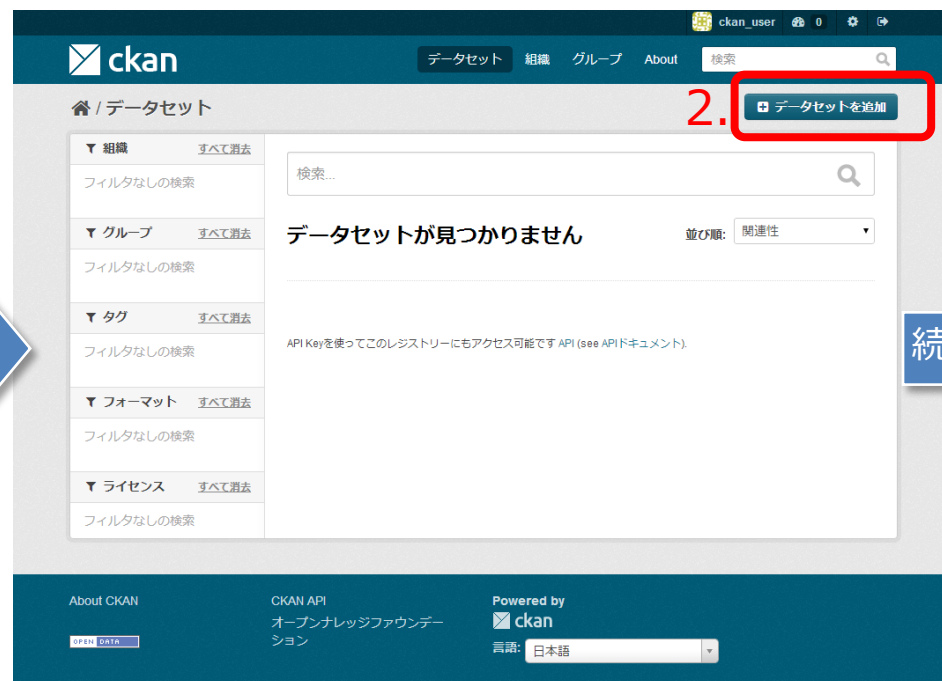 ckan_user 0
ckan データセット 組織 グループ About 検索
/ データセット
2. データセットを追加
組織 すべて消去
フィルタなしの検索
検索...
グループ すべて消去
フィルタなしの検索
データセットが見つかりません
並び順: 関連性
タグ すべて消去
フィルタなしの検索
API Keyを使ってこのレジストリーにもアクセス可能です API (see APIドキュメント).
続
フォーマット すべて消去
フィルタなしの検索
ライセンス すべて消去
フィルタなしの検索
About CKAN
OPEN DATA
CKAN API
オープンナレッジファウンデー
ション
Powered by
ckan
言語: 日本語